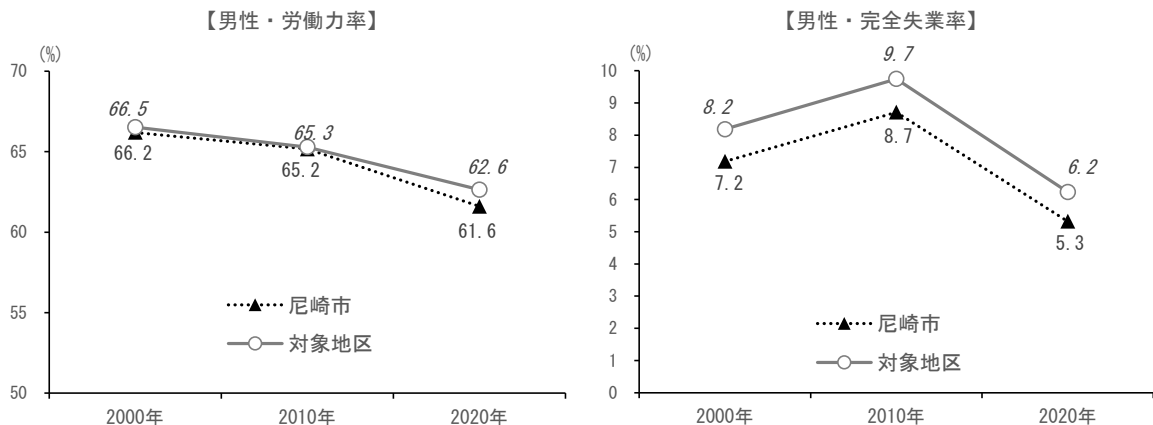 【男性・労働力率】
(%)
70
65
60
55
50
66.5
66.2
65.3
65.2
62.6
61.6
尼崎市
対象地区
2000年
2010年
2020年
【男性・完全失業率】
(%)
10
9
8
7
6
5
4
3
2
1
0
8.2
7.2
9.7
8.7
6.2
5.3
尼崎市
対象地区
2000年
2010年
2020年